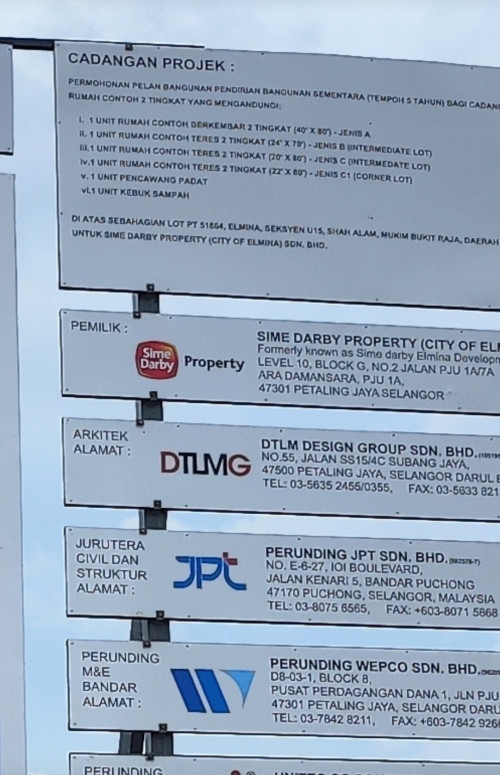 CADANGAN PROJEK :
PERMOHONAN PELAN BANGUNAN PENDIRIAN BANGUNAN SEMENTARA (TEMPOH 5 TAHUN) BAGI CADANG
RUMAH CONTOH 2 TINGKAT YANG MENGANDUNGI:
i. 1 UNIT RUMAH CONTOH BERKEMBAR 2 TINGKAT (40' X 80') - JENIS A
ii. 1 UNIT RUMAH CONTOH TERES 2 TINGKAT (24' X 70') - JENIS B (INTERMEDIATE LOT)
iii.1 UNIT RUMAH CONTOH TERES 2 TINGKAT (20' X 80') - JENIS C (INTERMEDATE LOT)
iv.1 UNIT RUMAH CONTOH TERES 2 TINGKAT (22' X 80') - JENIS C1 (CORNER LOT)
v. 1 UNIT PENCAWANG PADAT
vi.1 UNIT KEBUK SAMPAH
DI ATAS SEBAHAGIAN LOT PT 51804, ELMINA, SEKSYEN U15, SHAH ALAM, MUKIM BUKIT RAJA, DAERAH
UNTUK SIME DARBY PROPERTY (CITY OF ELMINA) SDN. BHD.
PEMILIK :
Sime
Darby
Property
SIME DARBY PROPERTY (CITY OF ELM
Formerly known as Sime darby Elmina Developn
LEVEL 10, BLOCK G, NO.2 JALAN PJU 1A/7A
ARA DAMANSARA, PJU 1A,
47301 PETALING JAYA SELANGOR
ARKITEK
ALAMAT :
DTLMG
DTLM DESIGN GROUP SDN. BHD.
NO.55, JALAN SS15/4C SUBANG JAYA,
47500 PETALING JAYA, SELANGOR DARUL E
TEL: 03-5635 2455/0355, FAX: 03-5633 821
JURUTERA
CIVIL DAN
STRUKTUR
ALAMAT :
JPt
PERUNDING JPT SDN, BHD.
NO, E-6-27, IOI BOULEVARD,
JALAN KENARI 5, BANDAR PUCHONG
47170 PUCHONG, SELANGOR, MALAYSIA
TEL: 03-8075 6565, FAX: +603-8071 5868
PERUNDING
M&E
BANDAR
ALAMAT :
PERUNDING WEPCO SDN. BHD.
D8-03-1, BLOCK 8,
PUSAT PERDAGANGAN DANA 1, JLN PJU
47301 PETALING JAYA, SELANGOR DARU
TEL: 03-7842 8211, FAX: +603-7842 9266
PERUNDING